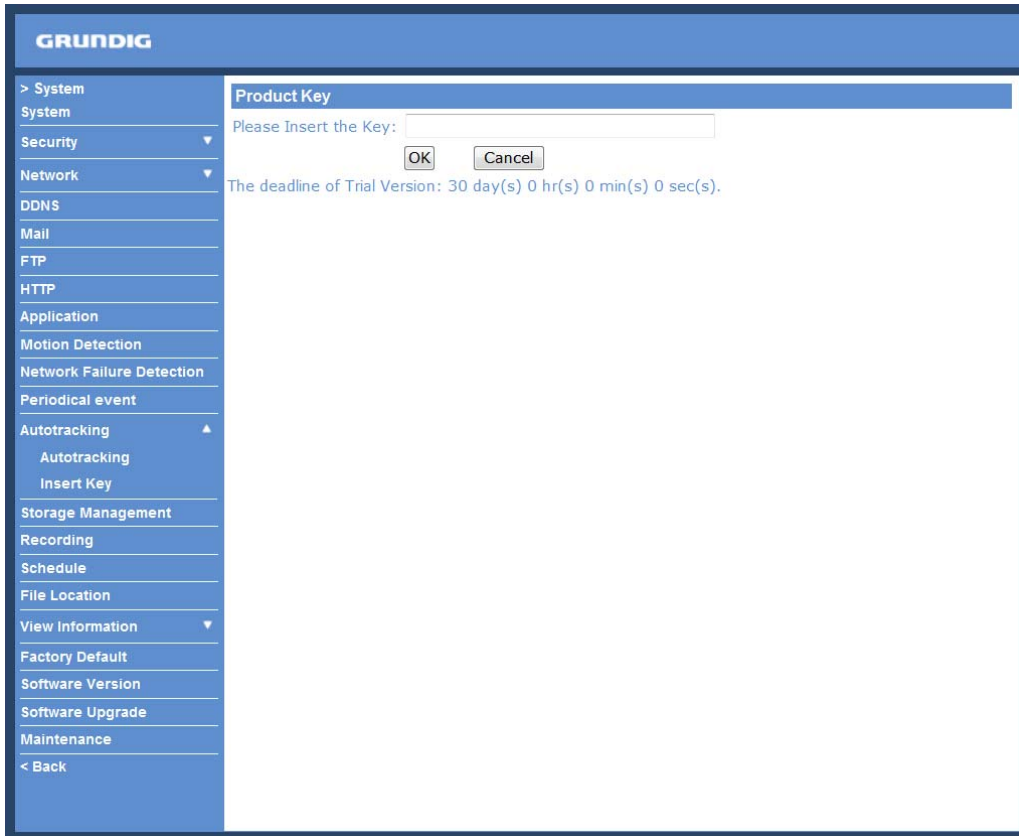 GRUNDIG
> System
System
Security
Network
DDNS
Mail
FTP
HTTP
Application
Motion Detection
Network Failure Detection
Periodical event
Autotracking
Autotracking
Insert Key
Storage Management
Recording
Schedule
File Location
View Information
Factory Default
Software Version
Software Upgrade
Maintenance
< Back
Product Key
Please Insert the Key:
OK Cancel
The deadline of Trial Version: 30 day(s) 0 hr(s) 0 min(s) 0 sec(s).